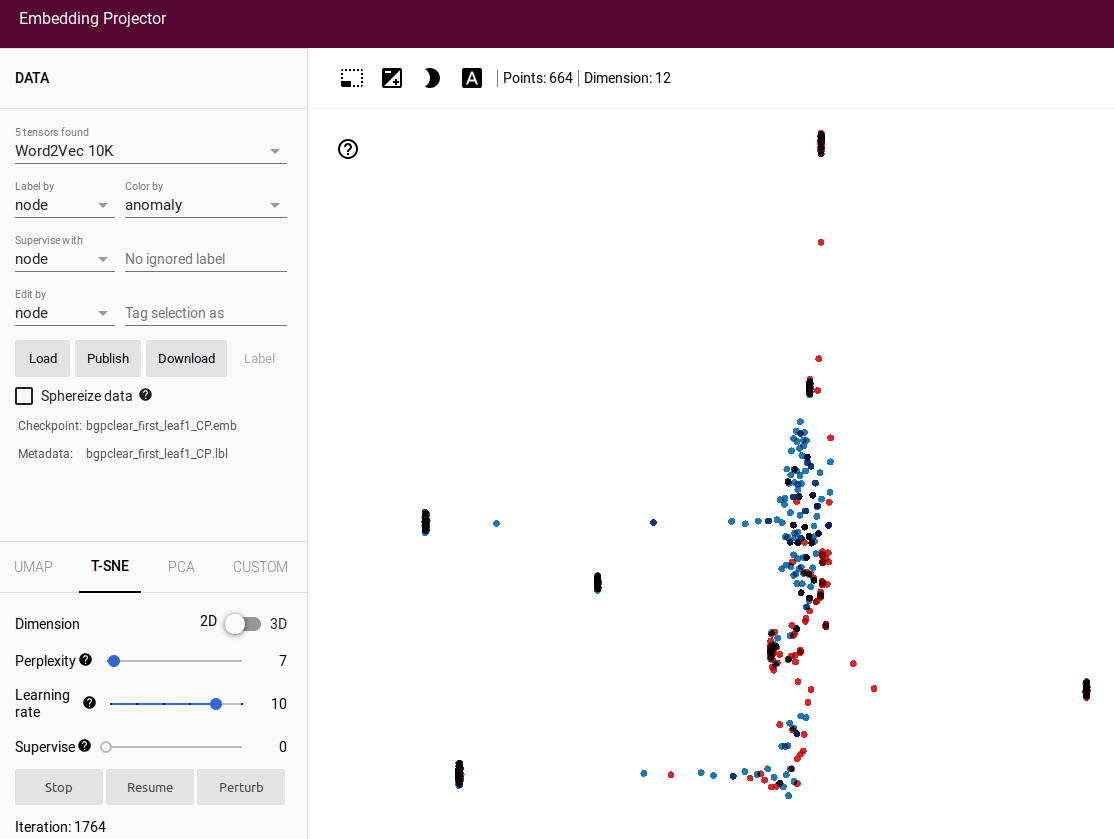 Embedding Projector
DATA
5 tensors found
Word2Vec 10K
Label by
node
Color by
anomaly
Supervise with
node
No ignored label
Edit by
node
Tag selection as
Load
Publish
Download
Label
Sphereize data
Checkpoint: bgpclear_first_leaf1_CP.emb
Metadata: bgpclear_first_leaf1_CP.lbl
UMAP
T-SNE
PCA
CUSTOM
Dimension 2D 3D
Perplexity 7
Learning
rate 10
Supervise 0
Stop
Resume
Perturb
Iteration: 1764
A
Points: 664 | Dimension: 12